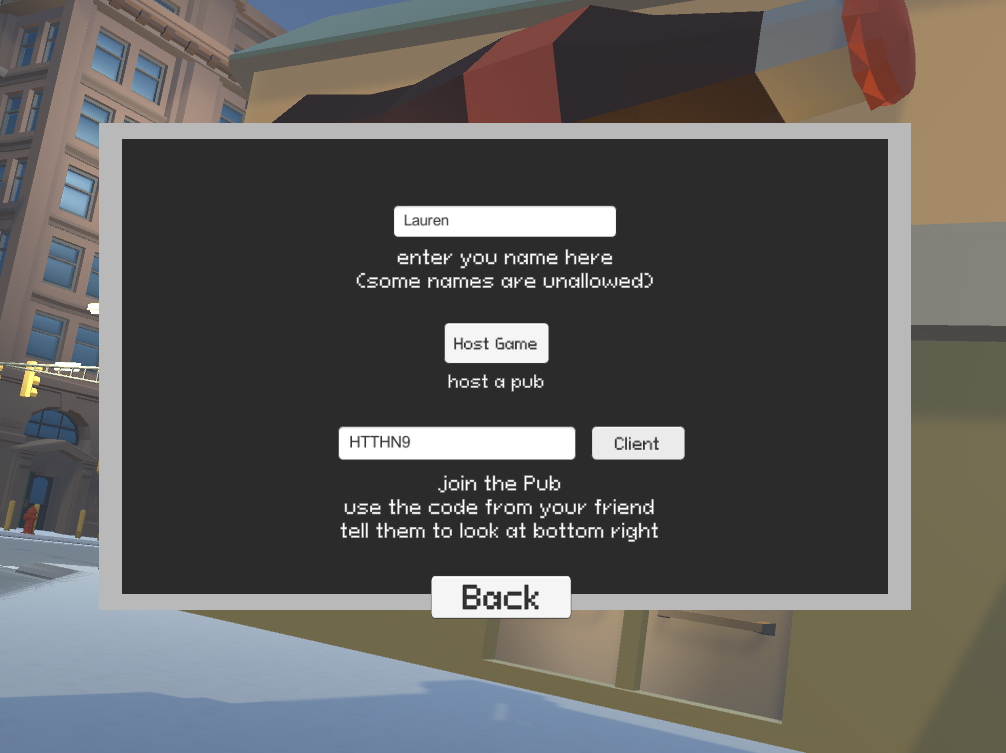 Lauren
enter you name here
(some names are unallowed)
Host Game
host a pub
HTTHN9 Client
join the Pub
use the code from your friend
tell them to look at bottom right
Back